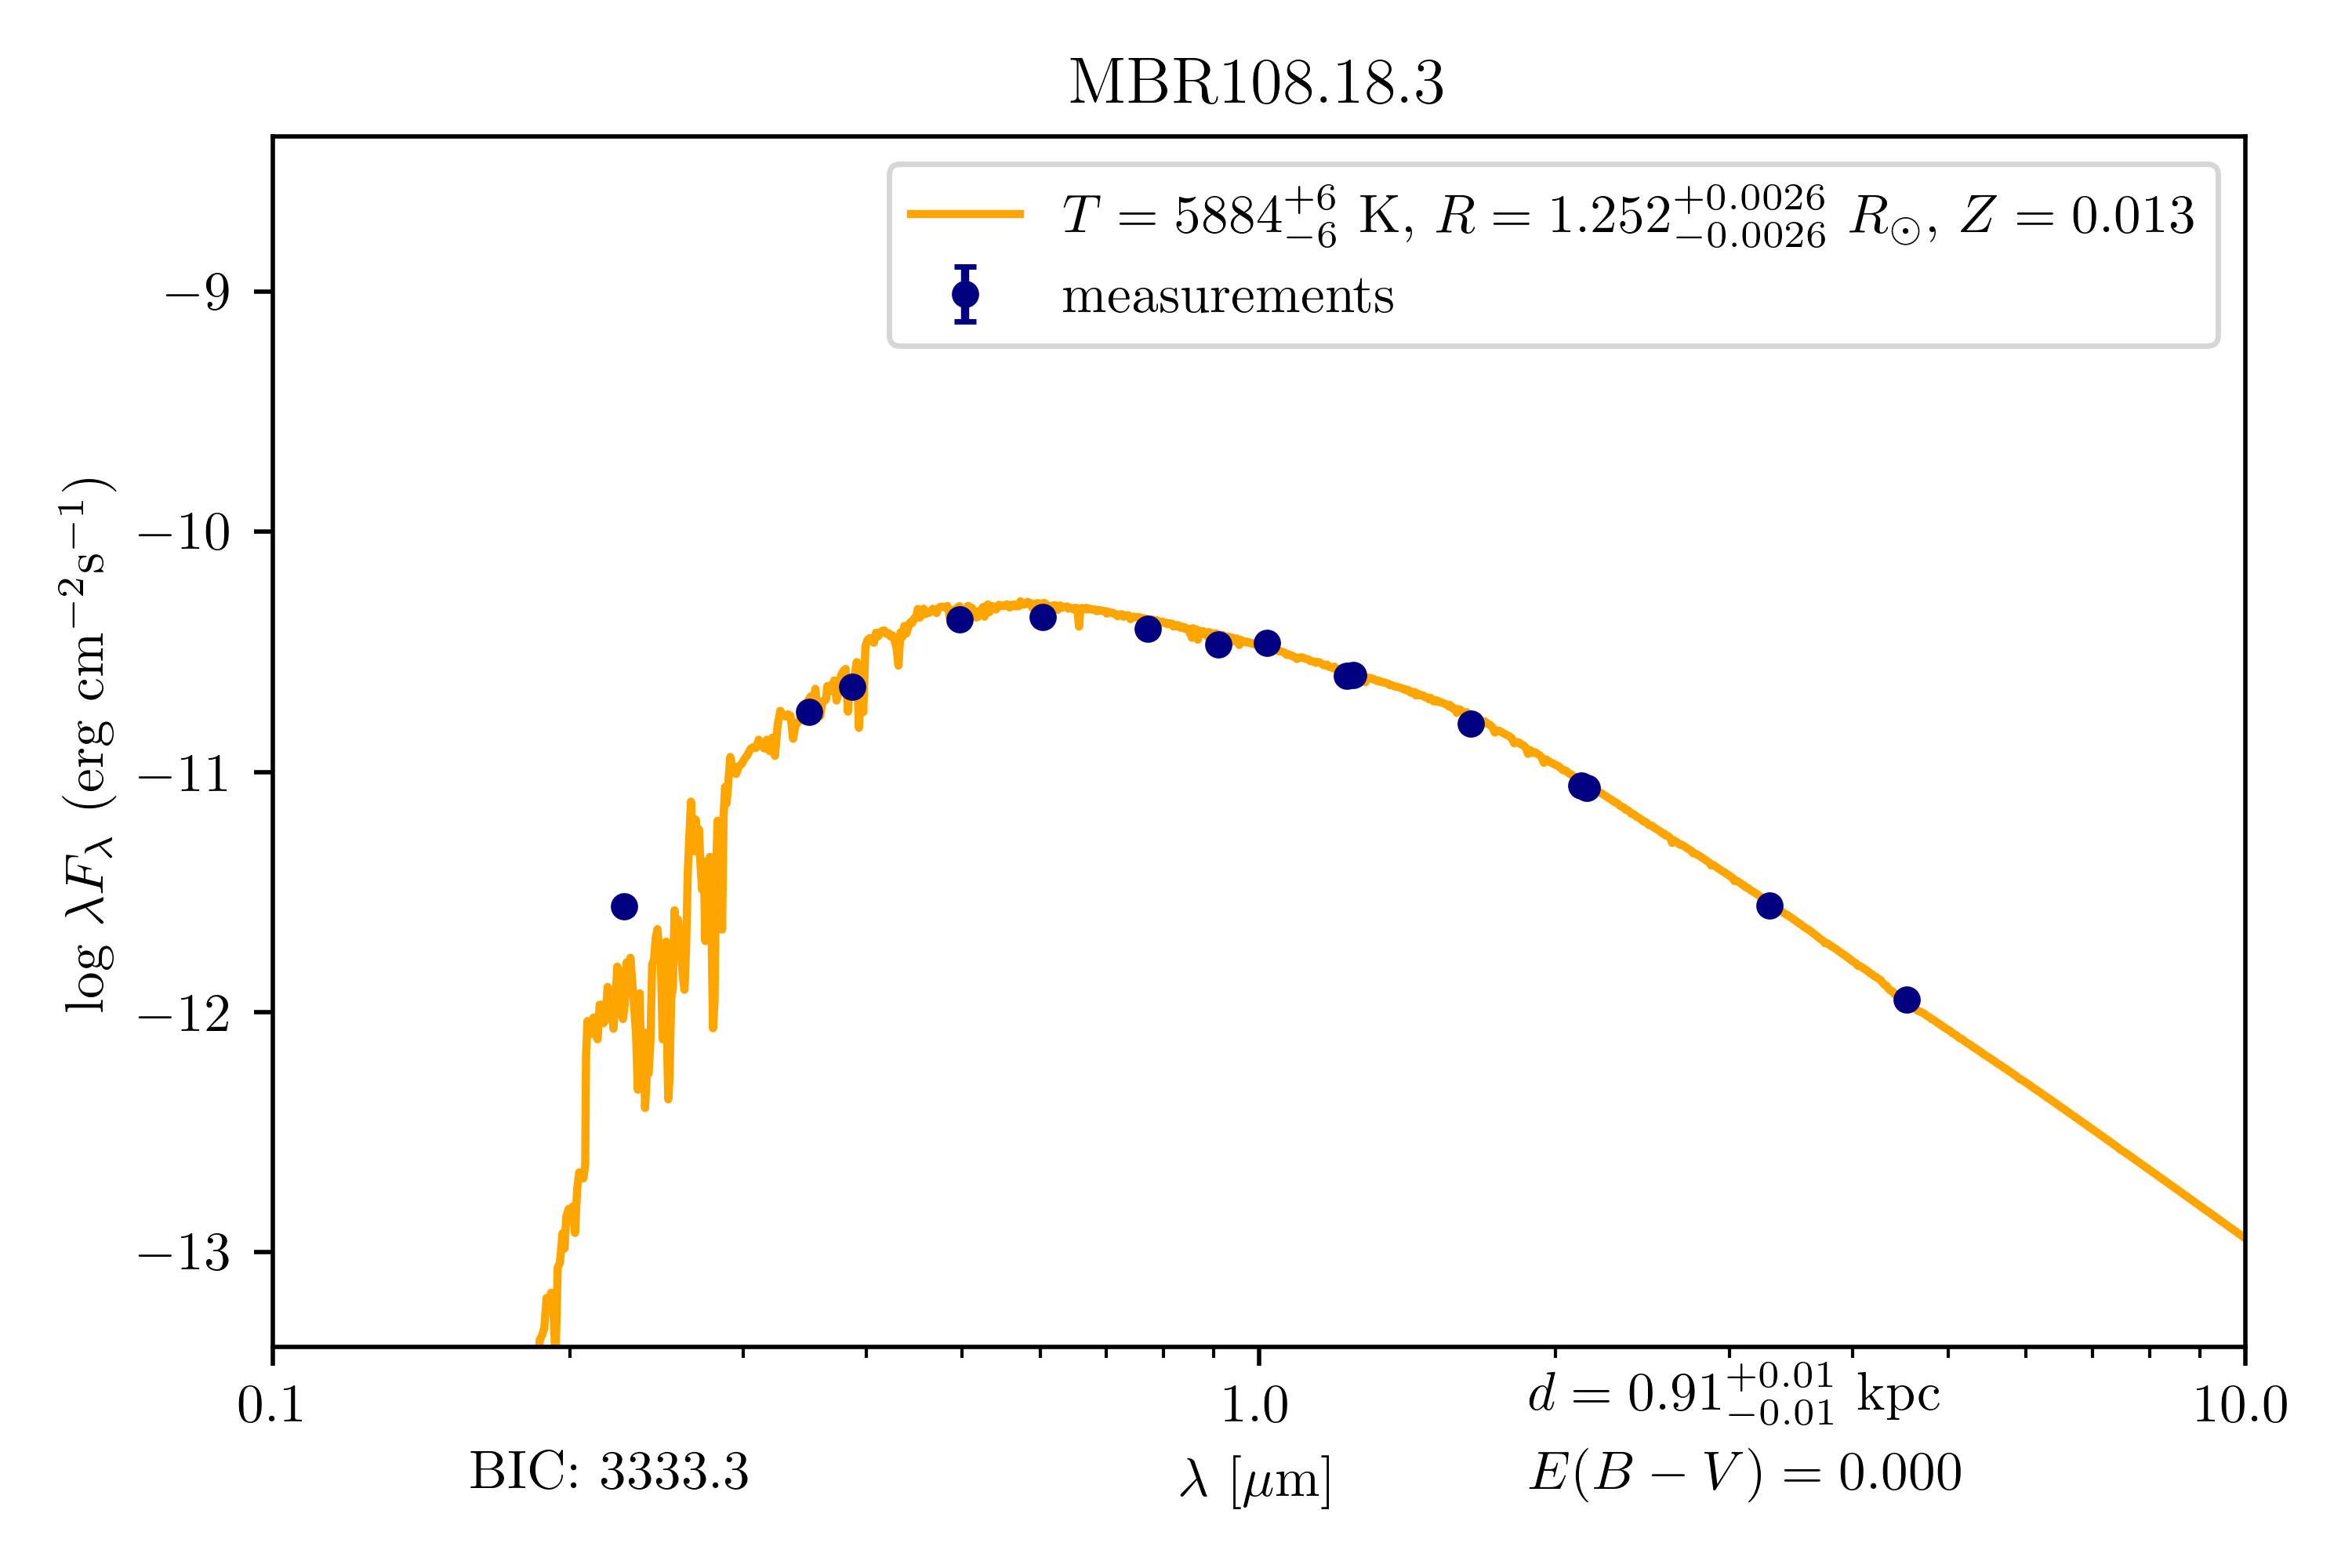 MBR108.18.3
T = 5884^{+6}_{-6} K, R = 1.252^{+0.0026}_{-0.0026} R_⊙, Z = 0.013
measurements
log λF_λ (erg cm^{-2}s^{-1})
−9
−10
−11
−12
−13
0.1
1.0
10.0
d = 0.91^{+0.01}_{-0.01} kpc
BIC: 3333.3
λ [μm]
E(B − V) = 0.000